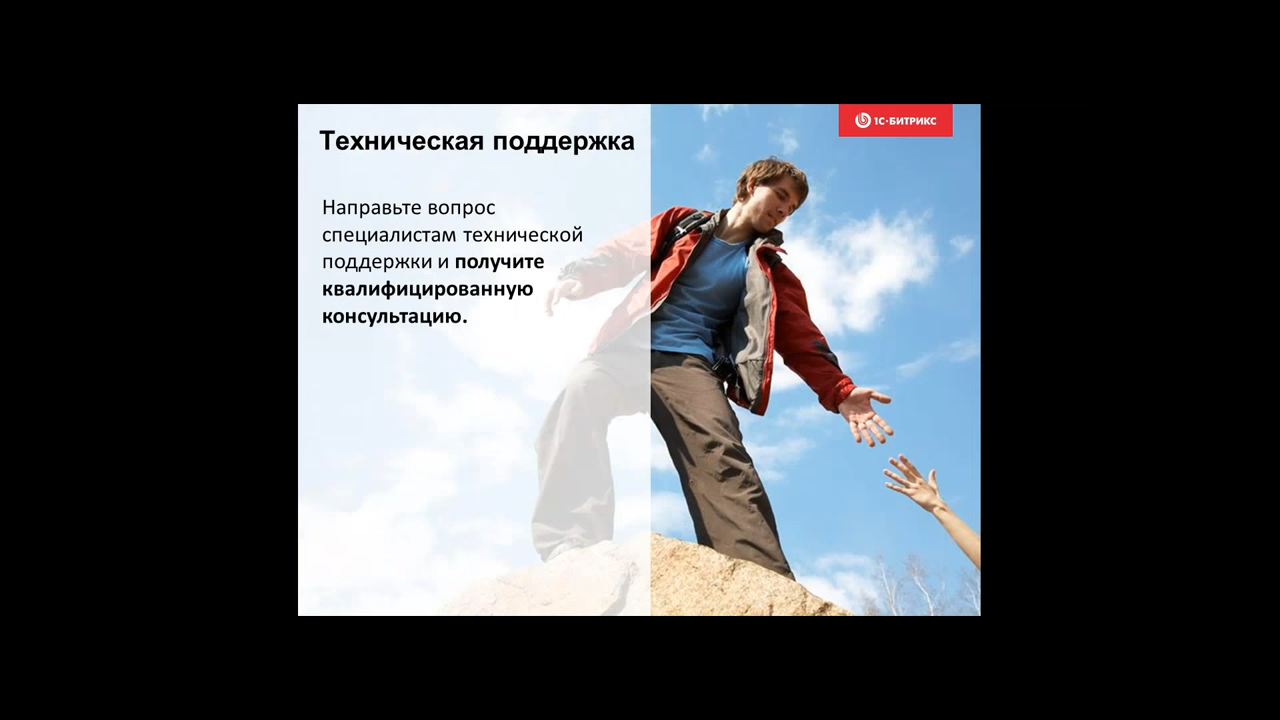 Техническая поддержка
1С-БИТРИКС
Направьте вопрос
специалистам технической
поддержки и получите
квалифицированную
консультацию.